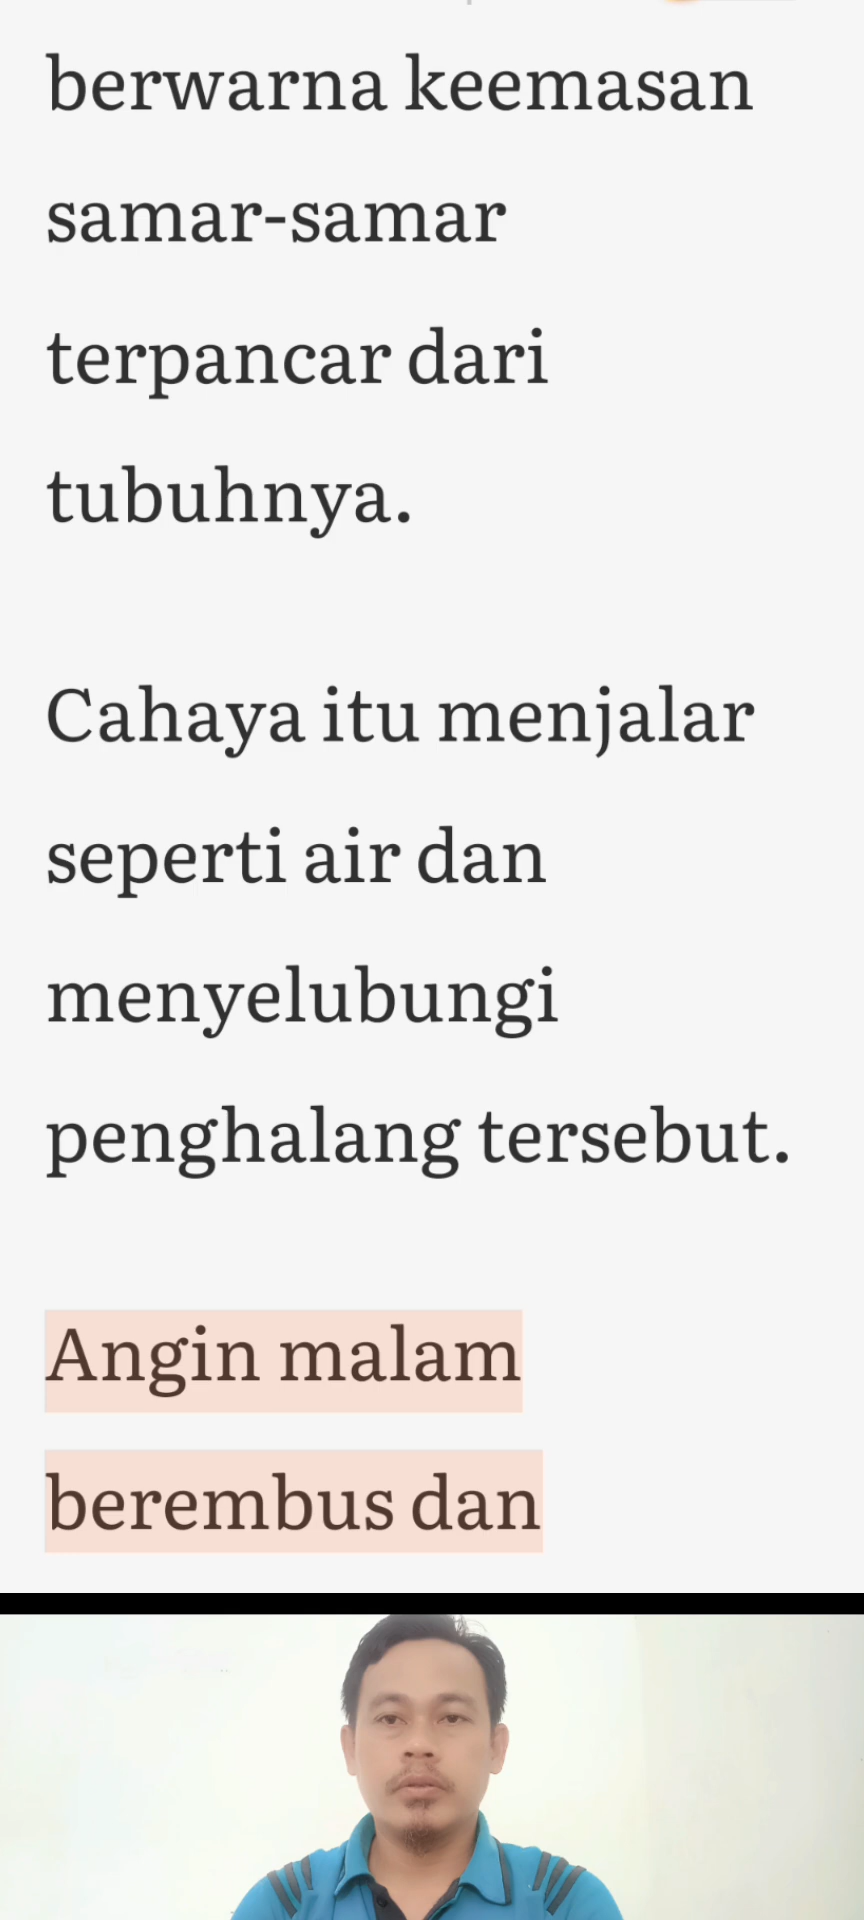 berwarna keemasan
samar-samar
terpancar dari
tubuhnya.
Cahaya itu menjalar
seperti air dan
menyelubungi
penghalang tersebut.
Angin malam
berembus dan